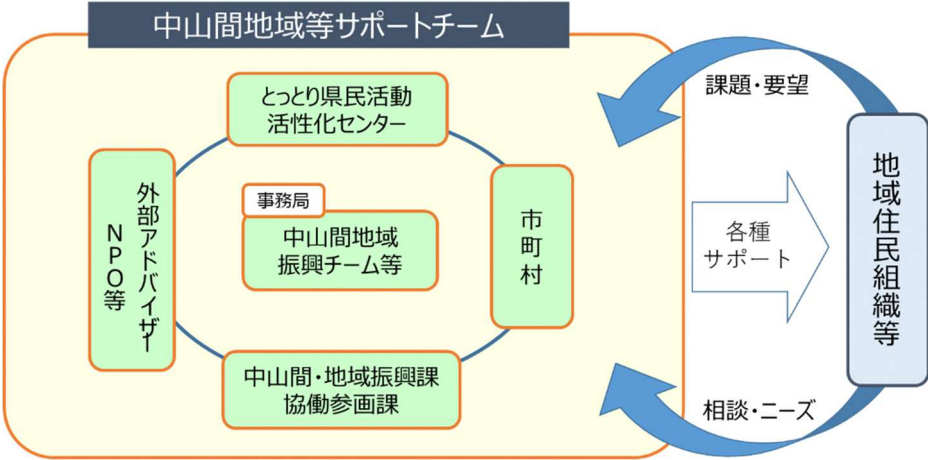 中山間地域等サポートチーム
とっとり県民活動
活性化センター
外部アドバイザー
NPO等
事務局
中山間地域
振興チーム等
市町村
中山間・地域振興課
協働参画課
課題・要望
各種
サポート
相談・ニーズ
地域住民組織等